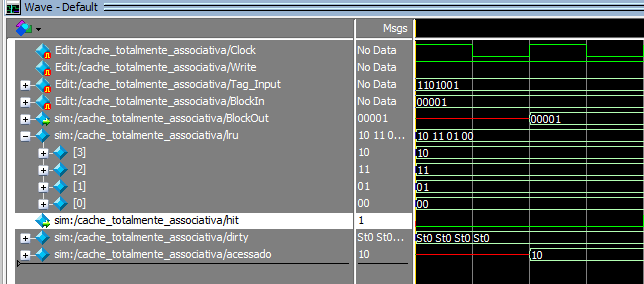 Wave - Default
Msgs
Edit:/cache_totalmente_associativa/Clock No Data
Edit:/cache_totalmente_associativa/Write No Data
Edit:/cache_totalmente_associativa/Tag_Input No Data 1101001
Edit:/cache_totalmente_associativa/BlockIn No Data 00001
sim:/cache_totalmente_associativa/BlockOut 00001 00001
sim:/cache_totalmente_associativa/lru 10 11 0... 10 11 01 00
[3] 10 10
[2] 11 11
[1] 01 01
[0] 00 00
sim:/cache_totalmente_associativa/hit 1
sim:/cache_totalmente_associativa/dirty St0 St0... St0 St0 St0 St0
sim:/cache_totalmente_associativa/acessado 10 10